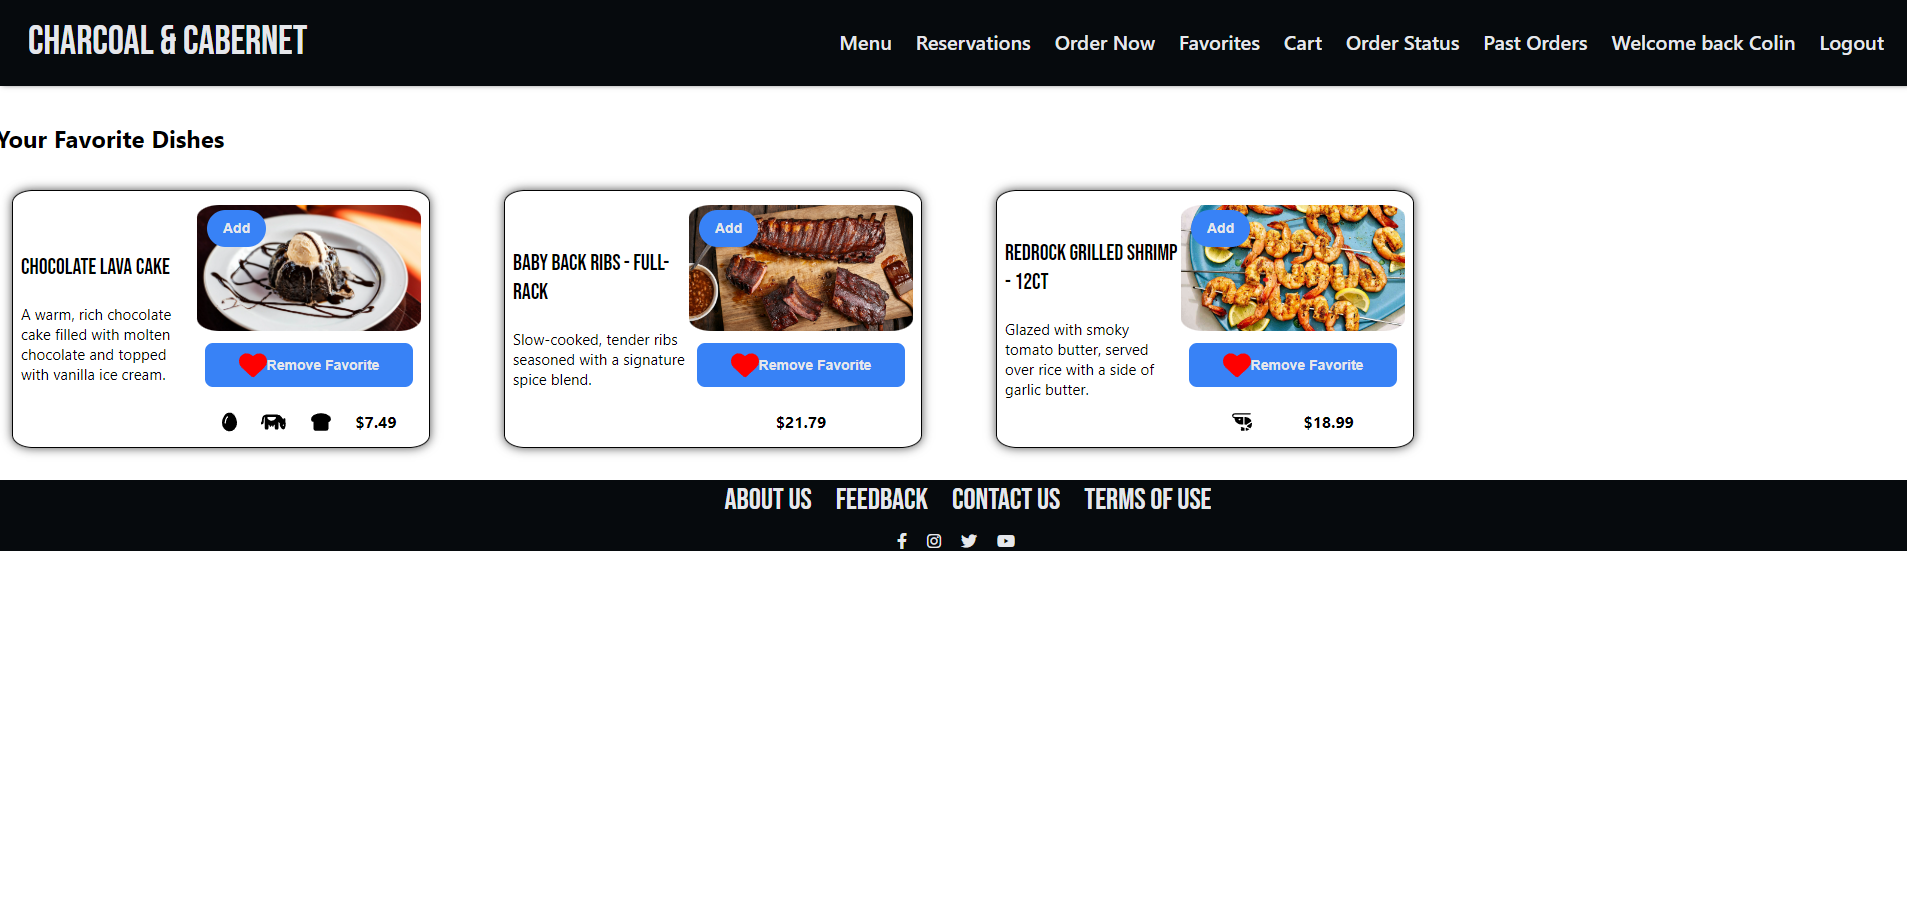 CHARCOAL & CABERNET
Menu Reservations Order Now Favorites Cart Order Status Past Orders Welcome back Colin Logout
Your Favorite Dishes
CHOCOLATE LAVA CAKE
A warm, rich chocolate
cake filled with molten
chocolate and topped
with vanilla ice cream.
Add
Remove Favorite
$7.49
BABY BACK RIBS - FULL-
RACK
Slow-cooked, tender ribs
seasoned with a signature
spice blend.
Add
Remove Favorite
$21.79
REDROCK GRILLED SHRIMP
- 12CT
Glazed with smoky
tomato butter, served
over rice with a side of
garlic butter.
Add
Remove Favorite
$18.99
ABOUT US FEEDBACK CONTACT US TERMS OF USE